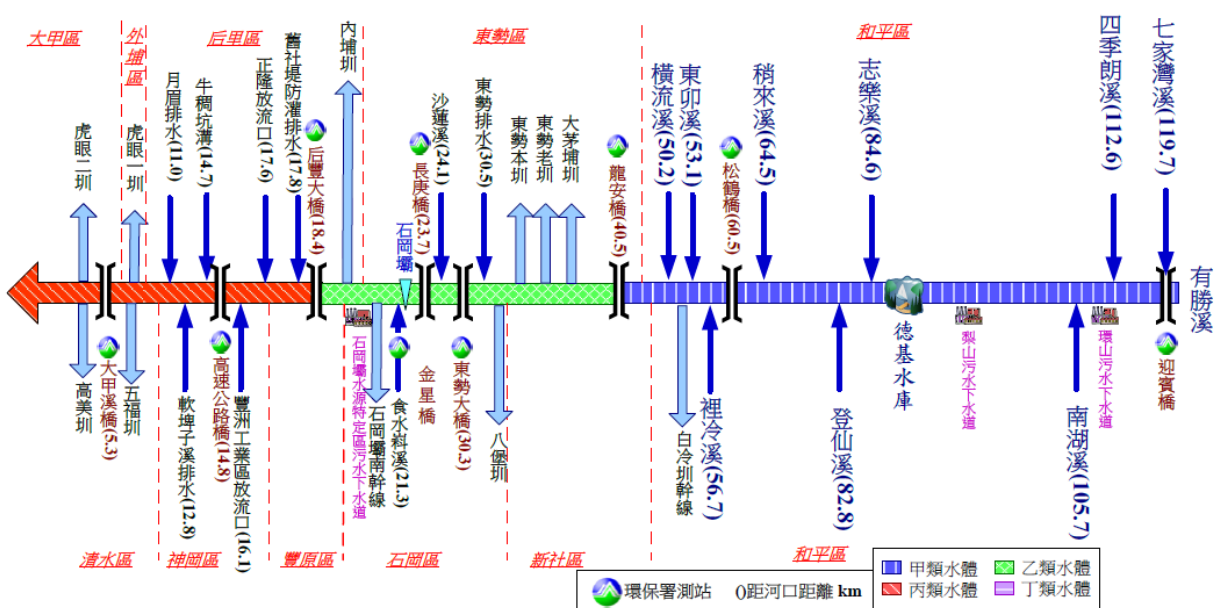 大甲區
外埔區
后里區
東勢區
和平區
虎眼二圳
虎眼一圳
月眉排水(11.0)
牛稠坑溝(14.7)
正隆放流口(17.6)
舊社堤防灌排水(17.8)
后豐大橋(18.4)
內埔圳
石岡壩
長庚橋(23.7)
沙蓮溪(24.1)
東勢排水(30.5)
東勢本圳
東勢老圳
大茅埔圳
龍安橋(40.5)
橫流溪(50.2)
東卯溪(53.1)
松鶴橋(60.5)
稍來溪(64.5)
志樂溪(84.6)
四季朗溪(112.6)
七家灣溪(119.7)
有勝溪
高美圳
大甲溪橋(5.3)
五福圳
軟埤子溪排水(12.8)
高速公路橋(14.8)
豐洲工業區放流口(16.1)
石岡壩水源特定區污水下水道
石岡壩南幹線
食水嵙溪(21.3)
金星橋
東勢大橋(30.3)
八堡圳
白冷圳幹線
裡冷溪(56.7)
登仙溪(82.8)
德基水庫
梨山污水下水道
南湖溪(105.7)
環山污水下水道
迎賓橋
清水區
神岡區
豐原區
石岡區
新社區
和平區
環保署測站
()距河口距離 km
甲類水體
乙類水體
丙類水體
丁類水體